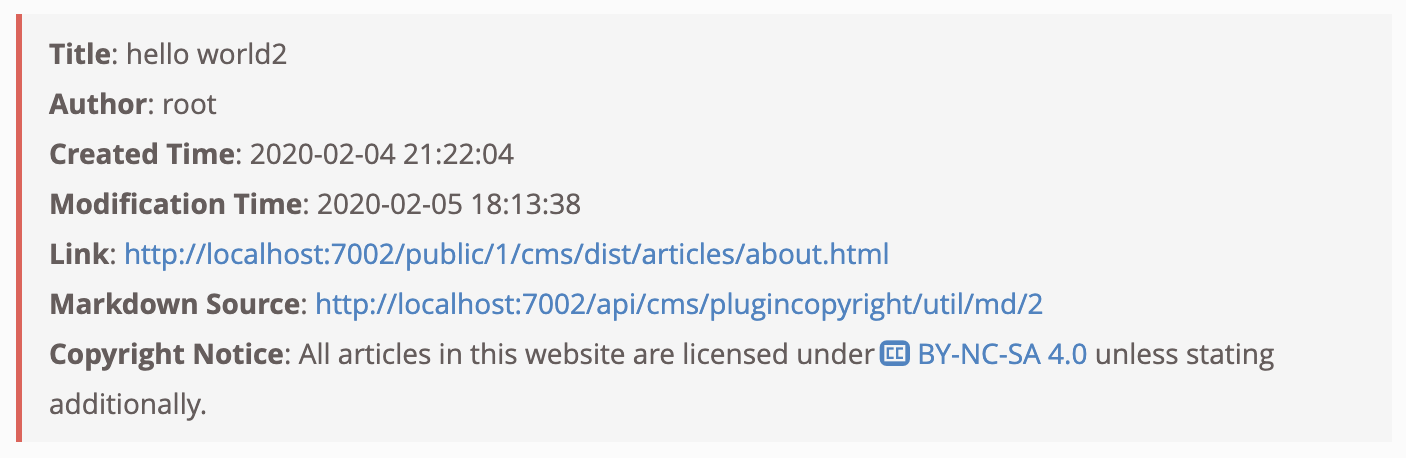 Title: hello world2
Author: root
Created Time: 2020-02-04 21:22:04
Modification Time: 2020-02-05 18:13:38
Link: http://localhost:7002/public/1/cms/dist/articles/about.html
Markdown Source: http://localhost:7002/api/cms/plugincopyright/util/md/2
Copyright Notice: All articles in this website are licensed under CC BY-NC-SA 4.0 unless stating
additionally.